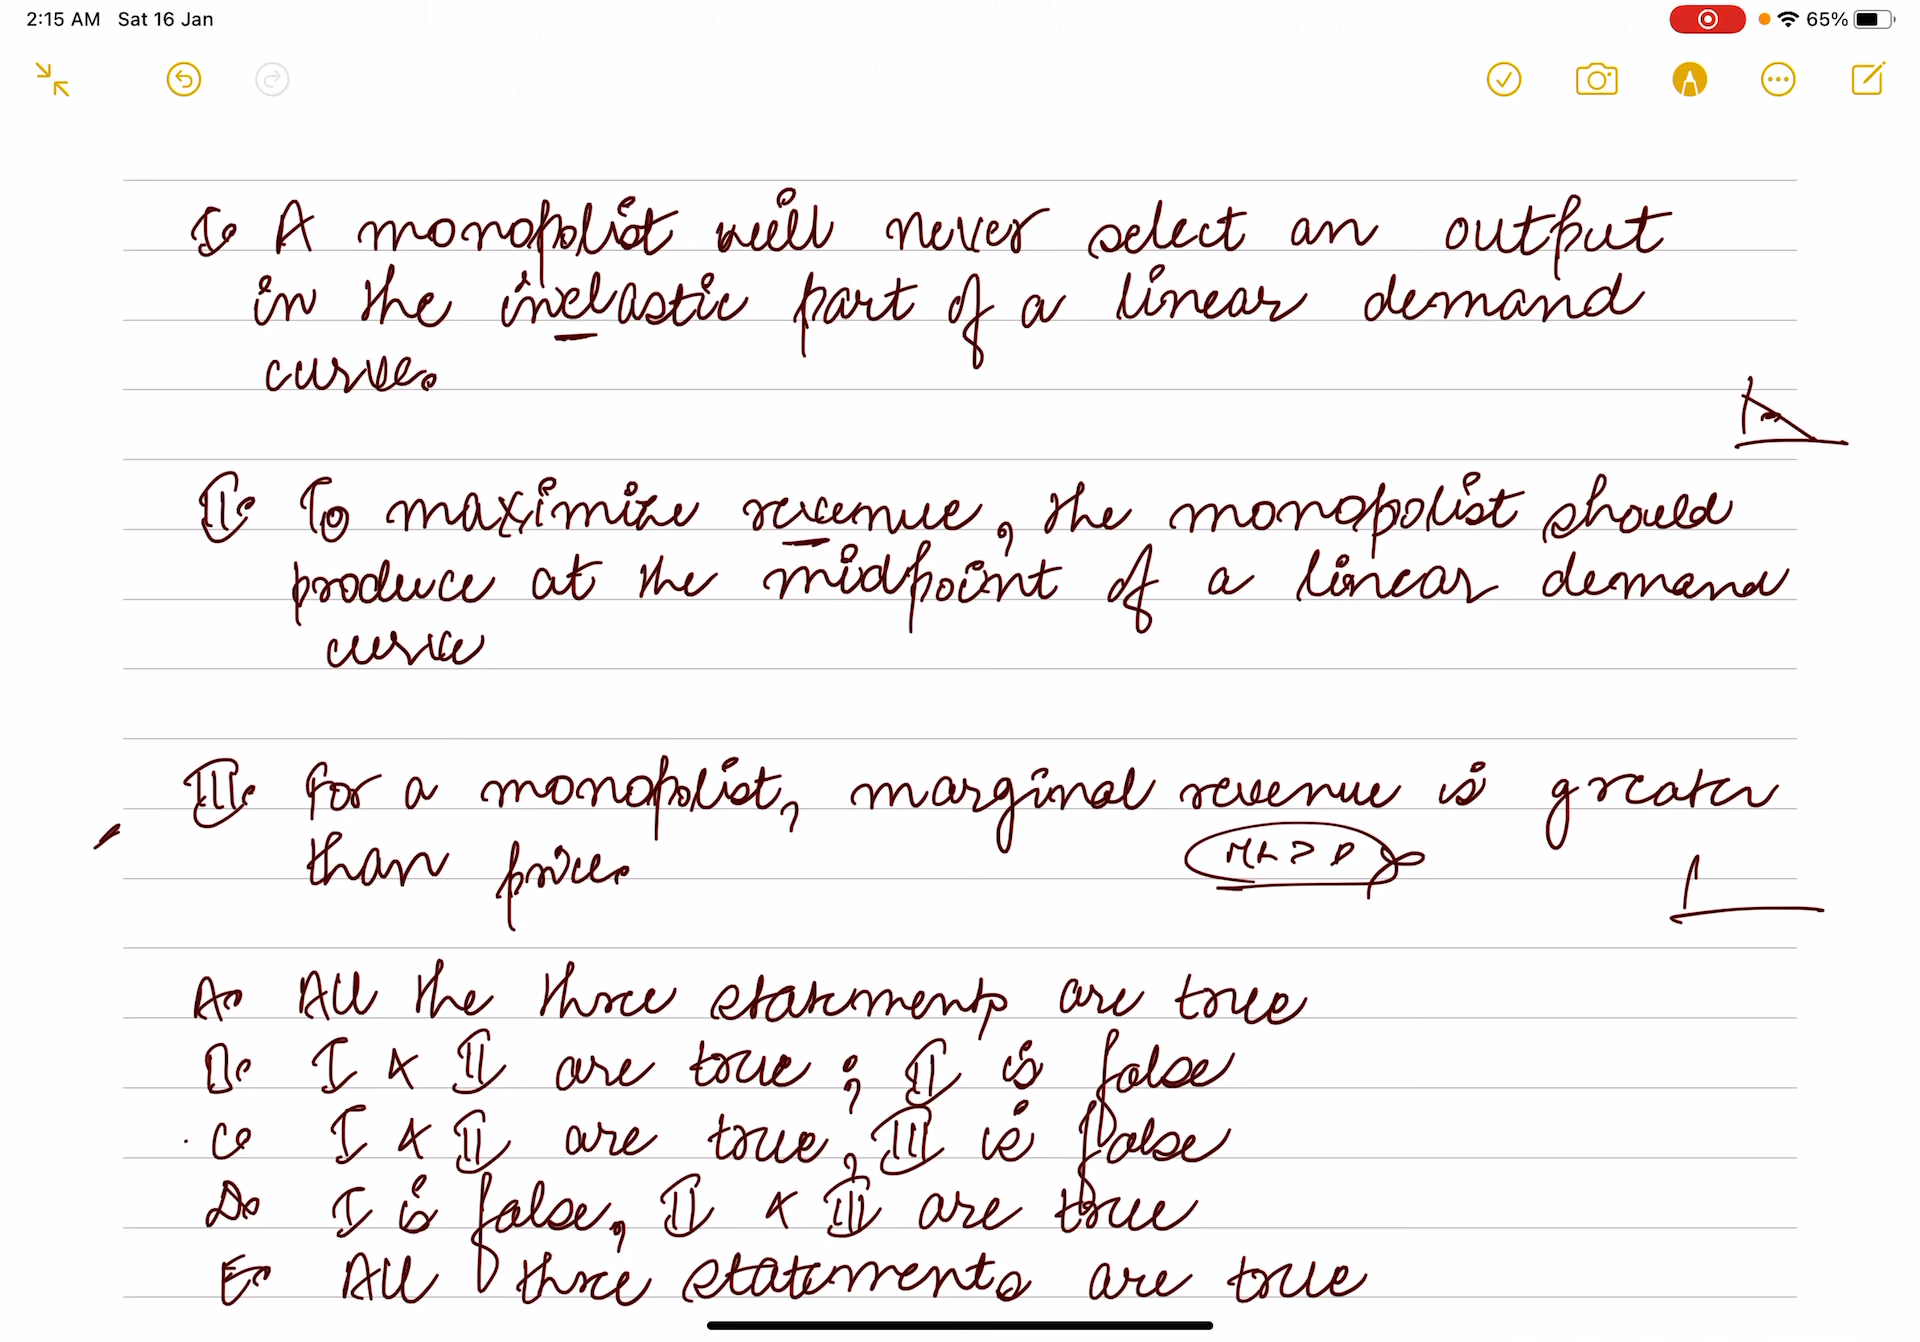 2:15 AM Sat 16 Jan
65%
I. A monopolist will never select an output
in the inelastic part of a linear demand
curve.
II. To maximize revenue, the monopolist should
produce at the midpoint of a linear demand
curve
III. For a monopolist, marginal revenue is greater
than price.
MR > P
A. All the three statements are true
B. I & II are true; II is false
C. I & II are true, III is false
D. I is false, II & III are true
E. All three statements are true